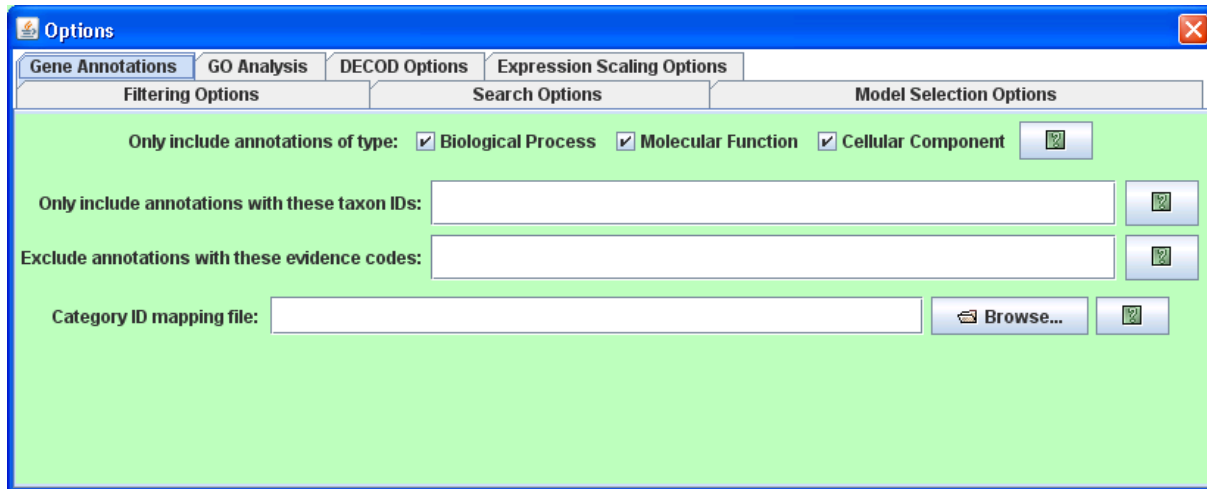 Options
Gene Annotations GO Analysis DECOD Options Expression Scaling Options
Filtering Options Search Options Model Selection Options
Only include annotations of type: Biological Process Molecular Function Cellular Component
Only include annotations with these taxon IDs:
Exclude annotations with these evidence codes:
Category ID mapping file: Browse...